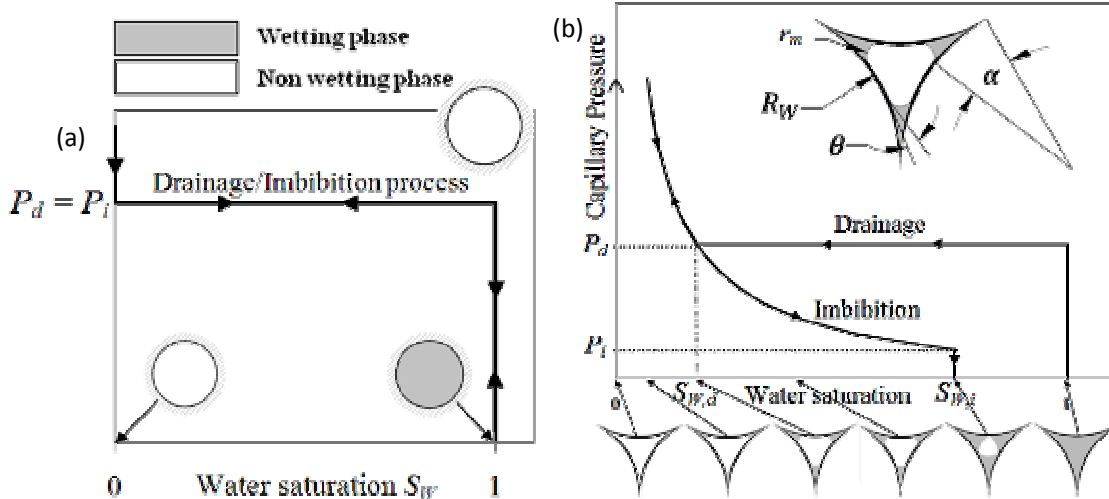 Wetting phase
Non wetting phase
(a)
Drainage/Imbibition process
P_d = P_i
0
Water saturation S_W
1
(b)
Capillary Pressure
r_m
R_W
θ
α
P_d
Drainage
Imbibition
P_i
0
S_W,d
Water saturation
S_W,i
1